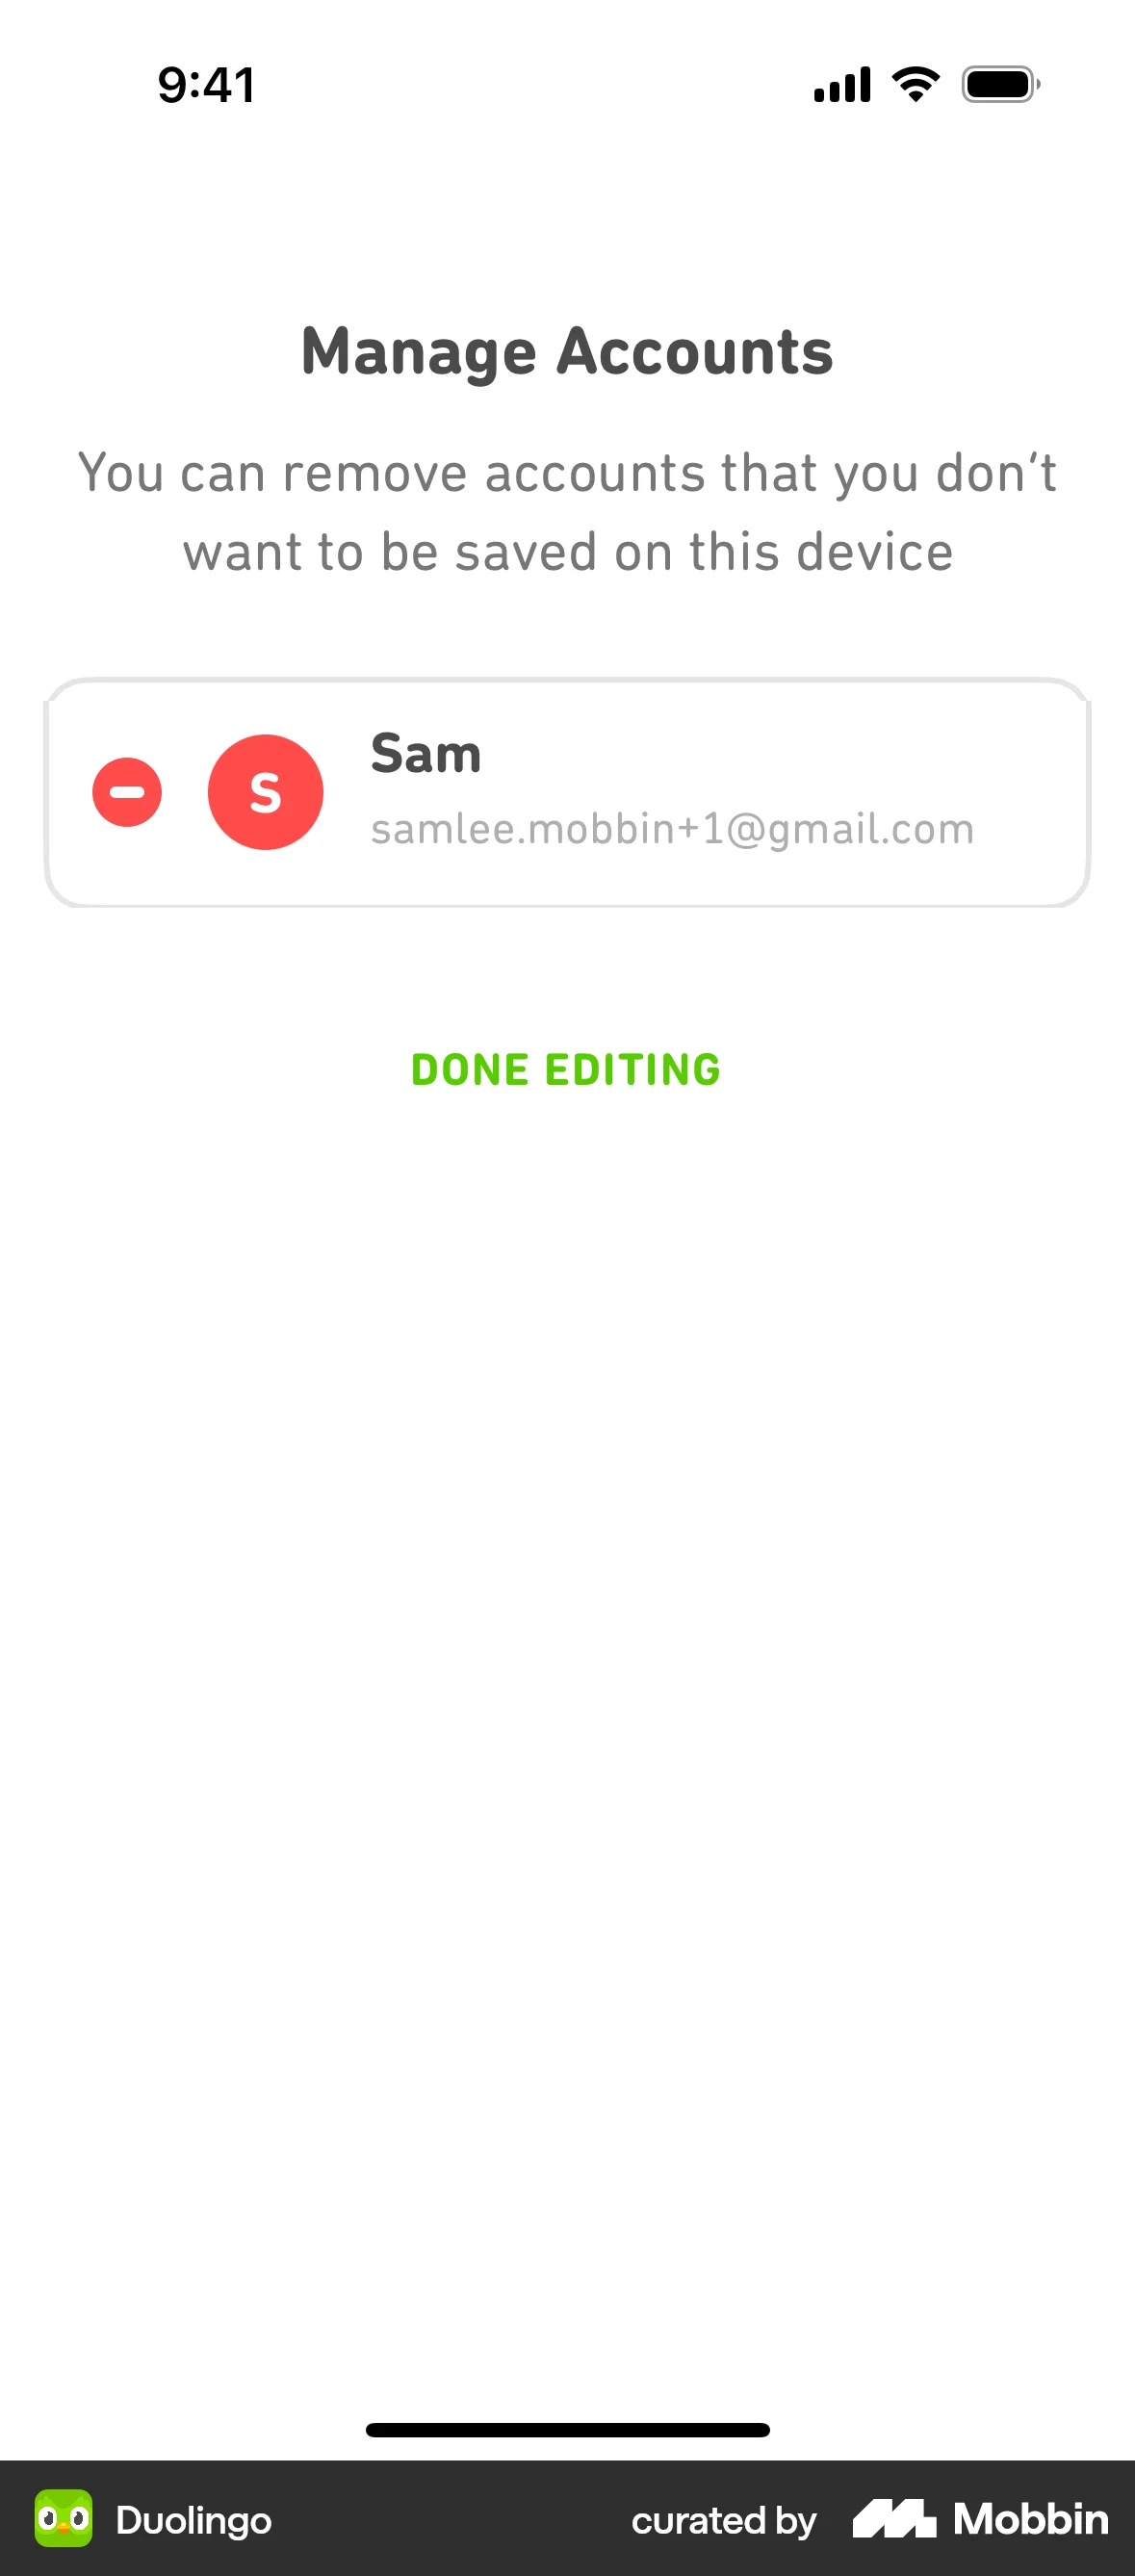 9:41
Manage Accounts
You can remove accounts that you don't
want to be saved on this device
S
Sam
samlee.mobbin+1@gmail.com
DONE EDITING
Duolingo
curated by Mobbin